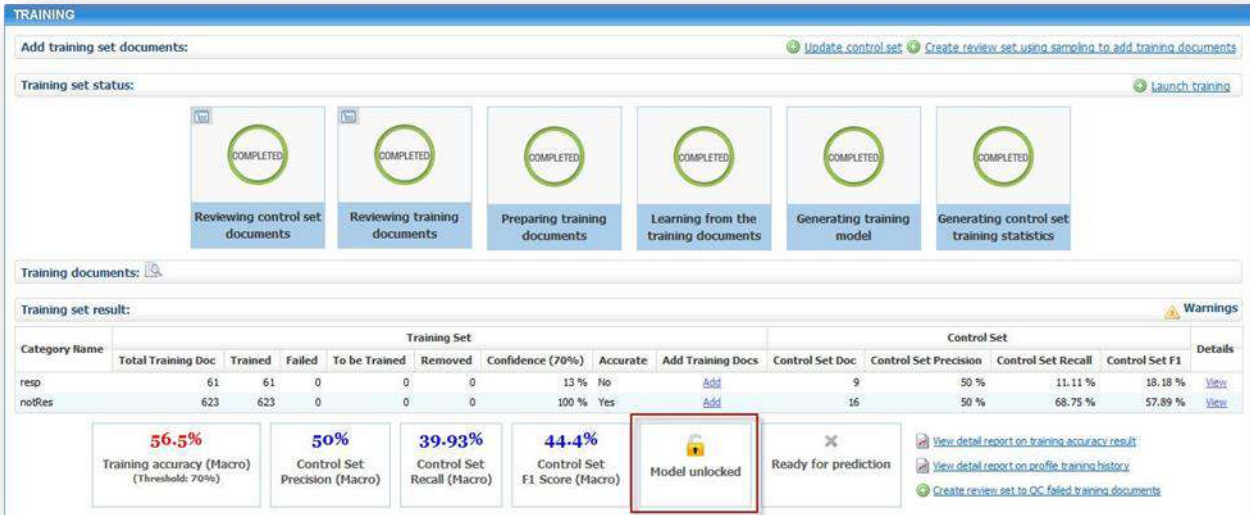 TRAINING
Add training set documents:
Update control set Create review set using sampling to add training documents
Training set status:
Launch training
COMPLETED COMPLETED COMPLETED COMPLETED COMPLETED COMPLETED
Reviewing control set documents
Reviewing training documents
Preparing training documents
Learning from the training documents
Generating training model
Generating control set training statistics
Training documents:
Training set result:
Warnings
Category Name Training Set Control Set Details
Total Training Doc Trained Failed To be Trained Removed Confidence (70%) Accurate Add Training Docs Control Set Doc Control Set Precision Control Set Recall Control Set F1
resp 61 61 0 0 0 13 % No Add 9 50 % 11.11 % 18.18 % View
notRes 623 623 0 0 0 100 % Yes Add 16 50 % 68.75 % 57.89 % View
56.5%
Training accuracy (Macro)
(Threshold: 70%)
50%
Control Set
Precision (Macro)
39.93%
Control Set
Recall (Macro)
44.4%
Control Set
F1 Score (Macro)
Model unlocked
Ready for prediction
View detail report on training accuracy result
View detail report on profile training history
Create review set to QC failed training documents